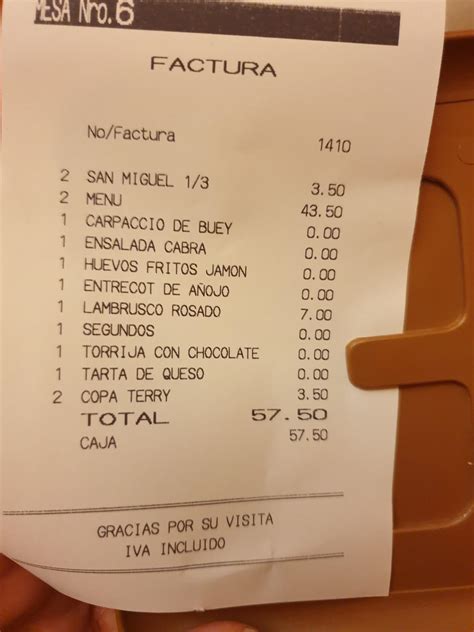 MESA Nro. 6
FACTURA
No/Factura 1410
2 SAN MIGUEL 1/3 3.50
2 MENU 43.50
1 CARPACCIO DE BUEY 0.00
1 ENSALADA CABRA 0.00
1 HUEVOS FRITOS JAMON 0.00
1 ENTRECOT DE AÑOJO 0.00
1 LAMBRUSCO ROSADO 7.00
1 SEGUNDOS 0.00
1 TORRIJA CON CHOCOLATE 0.00
1 TARTA DE QUESO 0.00
2 COPA TERRY 3.50
TOTAL 57.50
CAJA 57.50
GRACIAS POR SU VISITA
IVA INCLUIDO